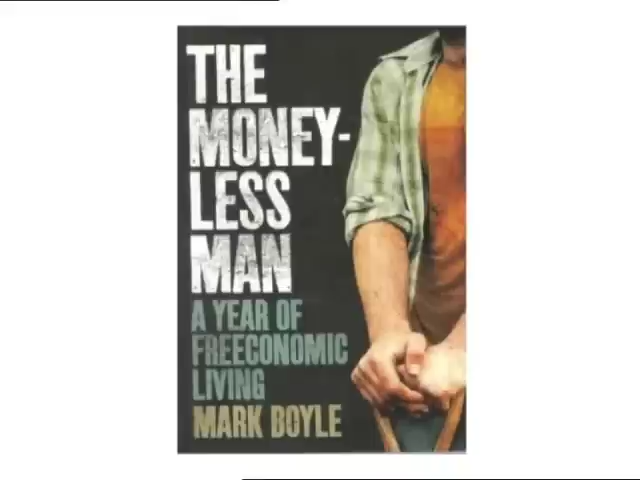 THE
MONEY-
LESS
MAN
A YEAR OF
FREECONOMIC
LIVING
MARK BOYLE